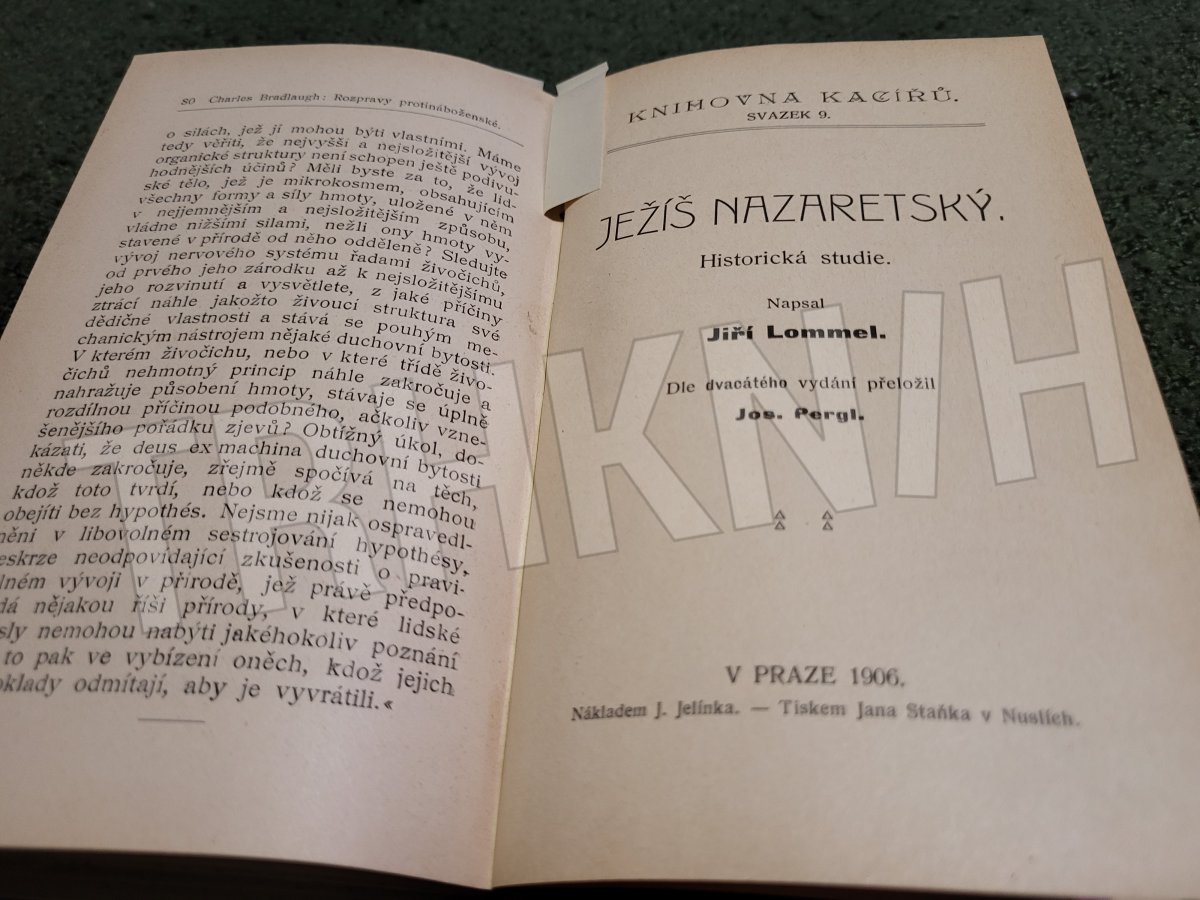 80 Charles Bradlaugh: Rozpravy protináboženské.
o silách, jež jí mohou býti vlastními. Máme
tedy věřiti, že nejvyšší a nejsložitější vývoj
organické struktury není schopen ještě podivu-
hodnějších účinů? Měli byste za to, že lid-
ské tělo, jež je mikrokosmem, obsahujícím
všechny formy a síly hmoty, uložené v něm
v nejjemnějším a nejsložitějším způsobu,
vládne nižšími silami, nežli ony hmoty vy-
stavené v přírodě od něho odděleně? Sledujte
vývoj nervového systému řadami živočichů,
od prvého jeho zárodku až k nejsložitějšímu
jeho rozvinutí a vysvětlete, z jaké příčiny
ztrácí náhle jakožto živoucí struktura své
dědičné vlastnosti a stává se pouhým me-
chanickým nástrojem nějaké duchovní bytosti.
V kterém živočichu, nebo v které třídě živo-
čichů nehmotný princip náhle zakročuje a
nahražuje působení hmoty, stávaje se úplně
rozdílnou příčinou podobného, ačkoliv vzne-
šenějšího pořádku zjevů? Obtížný úkol, do-
kázati, že deus ex machina duchovní bytosti
někde zakročuje, zřejmě spočívá na těch,
kdož toto tvrdí, nebo kdož se nemohou
obejíti bez hypothés. Nejsme nijak ospravedl-
nění v libovolném sestrojování hypothésy,
eskrze neodpovídající zkušenosti o pravi-
lném vývoji v přírodě, jež právě předpo-
dá nějakou říši přírody, v které lidské
sly nemohou nabýti jakéhokoliv poznání
to pak ve vybízení oněch, kdož jejich
oklady odmítají, aby je vyvrátili.«
KNIHOVNA KACÍŘŮ.
SVAZEK 9.
JEŽÍŠ NAZARETSKÝ.
Historická studie.
Napsal
Jiří Lommel.
Dle dvacátého vydání přeložil
Jos. Pergl.
V PRAZE 1906.
Nákladem J. Jelínka. — Tiskem Jana Staňka v Nuslích.
TRHKNIH